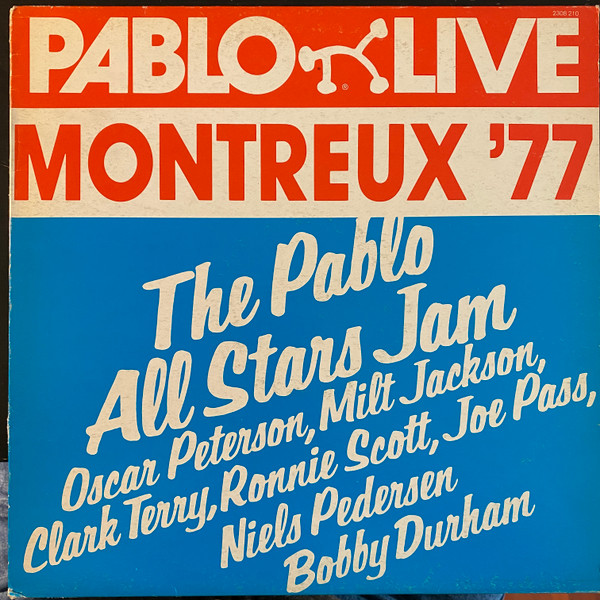 2308 210
PABLO LIVE
®
MONTREUX '77
The Pablo
All Stars Jam
Oscar Peterson, Milt Jackson,
Clark Terry, Ronnie Scott, Joe Pass,
Niels Pedersen
Bobby Durham